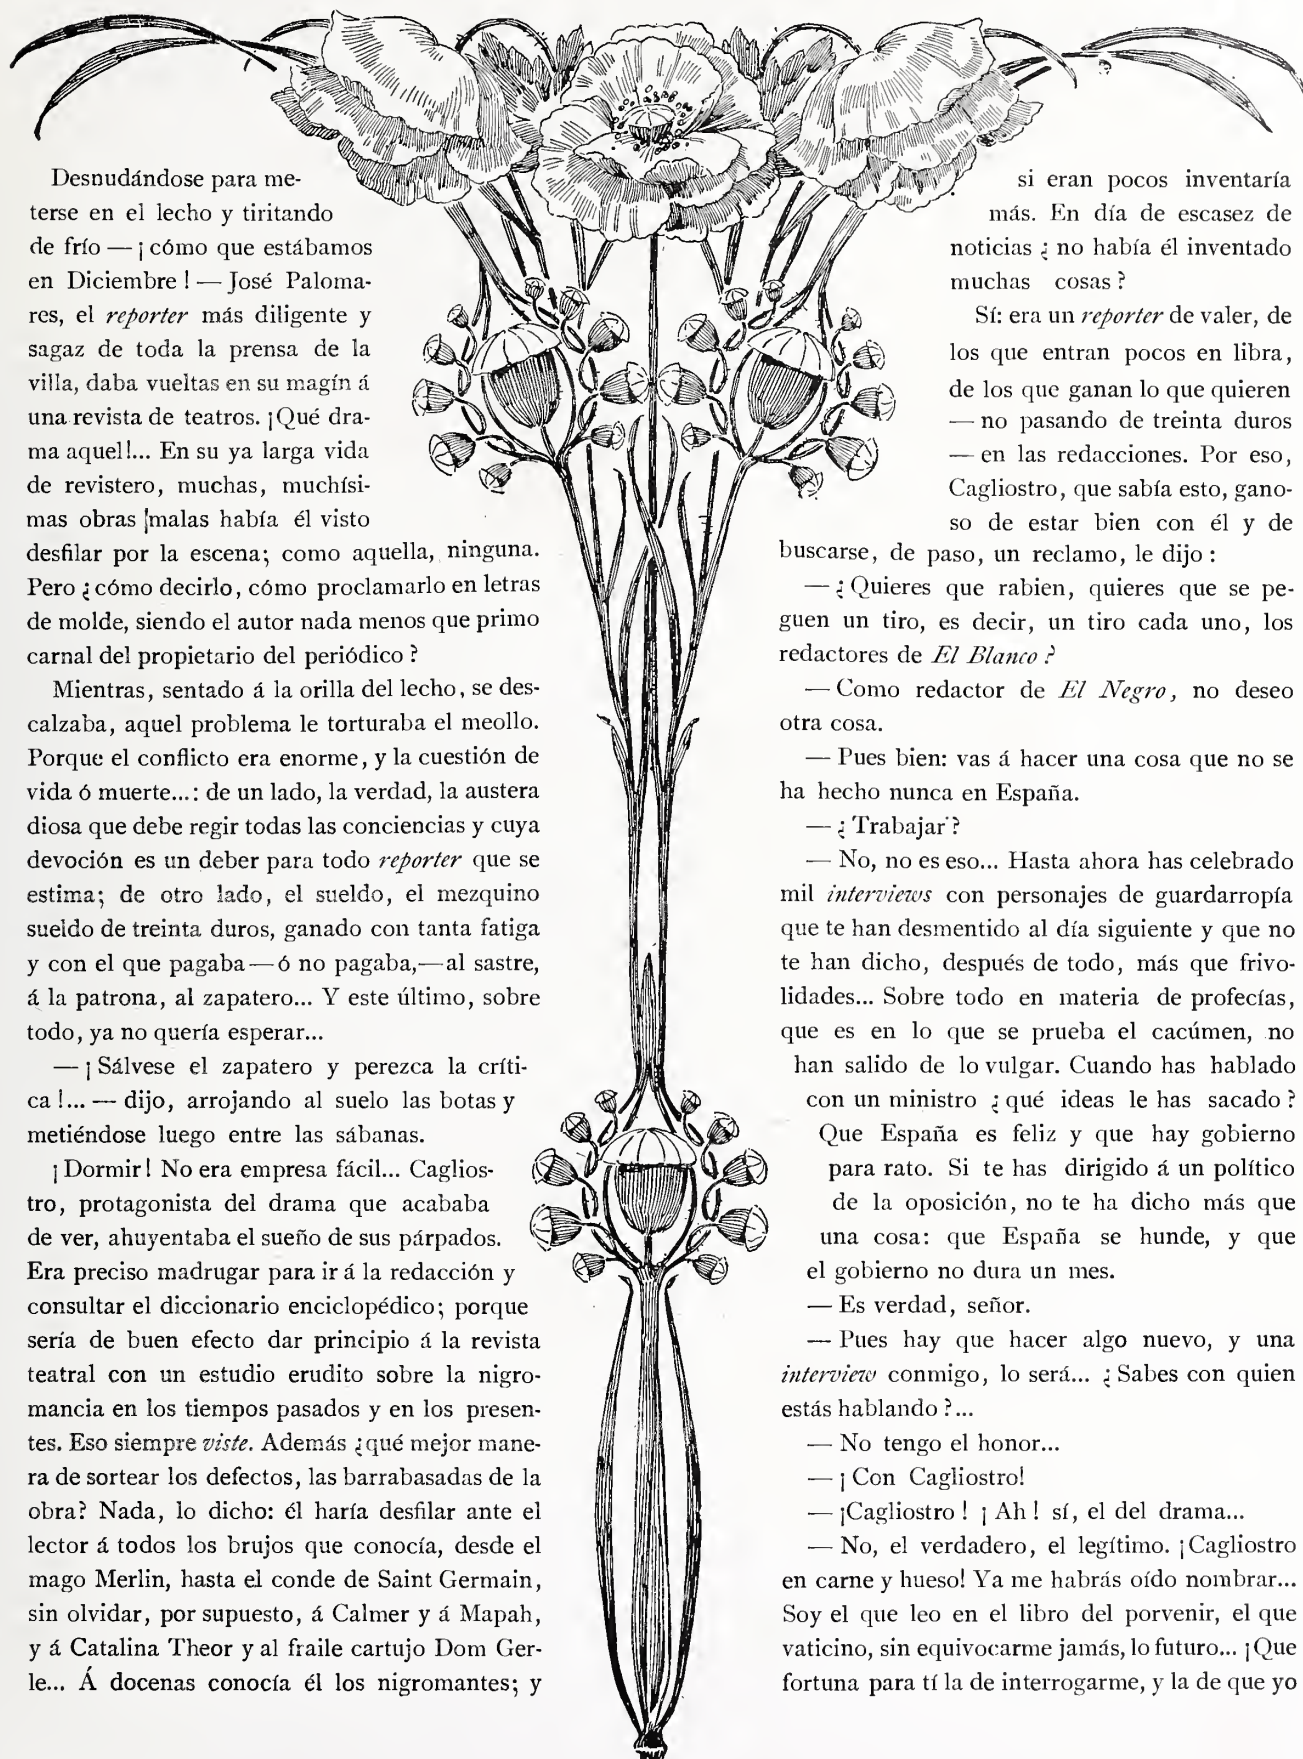 Desnudándose para me-
terse en el lecho y tiritando
de frío — ¡ cómo que estábamos
en Diciembre ! — José Paloma-
res, el reporter más diligente y
sagaz de toda la prensa de la
villa, daba vueltas en su magín á
una revista de teatros. ¡ Qué dra-
ma aquel!... En su ya larga vida
de revistero, muchas, muchísi-
mas obras malas había él visto
desfilar por la escena; como aquella, ninguna.
Pero ¿ cómo decirlo, cómo proclamarlo en letras
de molde, siendo el autor nada menos que primo
carnal del propietario del periódico ?
Mientras, sentado á la orilla del lecho, se des-
calzaba, aquel problema le torturaba el meollo.
Porque el conflicto era enorme, y la cuestión de
vida ó muerte...: de un lado, la verdad, la austera
diosa que debe regir todas las conciencias y cuya
devoción es un deber para todo reporter que se
estima; de otro lado, el sueldo, el mezquino
sueldo de treinta duros, ganado con tanta fatiga
y con el que pagaba — ó no pagaba, — al sastre,
á la patrona, al zapatero... Y este último, sobre
todo, ya no quería esperar...
— ¡ Sálvese el zapatero y perezca la críti-
ca !... — dijo, arrojando al suelo las botas y
metiéndose luego entre las sábanas.
¡ Dormir ! No era empresa fácil... Caglios-
tro, protagonista del drama que acababa
de ver, ahuyentaba el sueño de sus párpados.
Era preciso madrugar para ir á la redacción y
consultar el diccionario enciclopédico; porque
sería de buen efecto dar principio á la revista
teatral con un estudio erudito sobre la nigro-
mancia en los tiempos pasados y en los presen-
tes. Eso siempre viste. Además ¿ qué mejor mane-
ra de sortear los defectos, las barrabasadas de la
obra? Nada, lo dicho: él haría desfilar ante el
lector á todos los brujos que conocía, desde el
mago Merlin, hasta el conde de Saint Germain,
sin olvidar, por supuesto, á Calmer y á Mapah,
y á Catalina Theor y al fraile cartujo Dom Ger-
le... Á docenas conocía él los nigromantes; y
si eran pocos inventaría
más. En día de escasez de
noticias ¿ no había él inventado
muchas cosas ?
Sí: era un reporter de valer, de
los que entran pocos en libra,
de los que ganan lo que quieren
— no pasando de treinta duros
— en las redacciones. Por eso,
Cagliostro, que sabía esto, gano-
so de estar bien con él y de
buscarse, de paso, un reclamo, le dijo :
— ¿ Quieres que rabien, quieres que se pe-
guen un tiro, es decir, un tiro cada uno, los
redactores de El Blanco ?
— Como redactor de El Negro, no deseo
otra cosa.
— Pues bien: vas á hacer una cosa que no se
ha hecho nunca en España.
— ¿ Trabajar ?
— No, no es eso... Hasta ahora has celebrado
mil interviews con personajes de guardarropía
que te han desmentido al día siguiente y que no
te han dicho, después de todo, más que frivo-
lidades... Sobre todo en materia de profecías,
que es en lo que se prueba el cacúmen, no
han salido de lo vulgar. Cuando has hablado
con un ministro ¿ qué ideas le has sacado ?
Que España es feliz y que hay gobierno
para rato. Si te has dirigido á un político
de la oposición, no te ha dicho más que
una cosa: que España se hunde, y que
el gobierno no dura un mes.
— Es verdad, señor.
— Pues hay que hacer algo nuevo, y una
interview conmigo, lo será... ¿ Sabes con quien
estás hablando ?...
— No tengo el honor...
— ¡ Con Cagliostro!
— ¡Cagliostro ! ¡ Ah ! sí, el del drama...
— No, el verdadero, el legítimo. ¡ Cagliostro
en carne y hueso! Ya me habrás oído nombrar...
Soy el que leo en el libro del porvenir, el que
vaticino, sin equivocarme jamás, lo futuro... ¡ Que
fortuna para tí la de interrogarme, y la de que yo